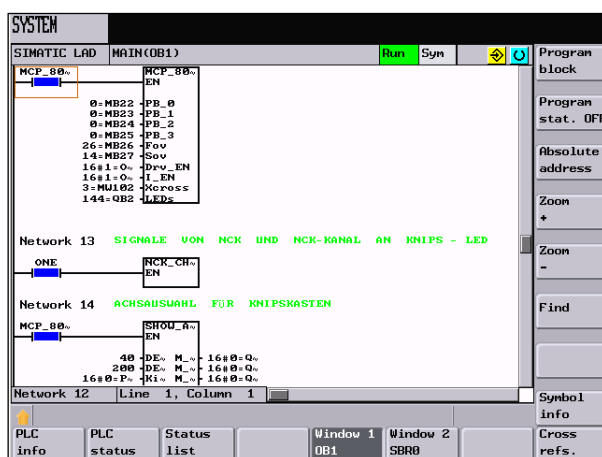 SYSTEM
SIMATIC LAD MAIN(OB1) Run Sym
MCP_80~ MCP_80~
EN
0=MB22 PB_0
0=MB23 PB_1
0=MB24 PB_2
0=MB25 PB_3
26=MB26 Fov
14=MB27 Sov
16#1=O~ Drv_EN
16#1=O~ I_EN
3=MW102 Xcross
144=QB2 LEDs
Network 13 SIGNALE VON NCK UND NCK-KANAL AN KNIPS - LED
ONE NCK_CH~
EN
Network 14 ACHSAUSWAHL FÜR KNIPSKASTEN
MCP_80~ SHOW_A~
EN
40 DE~ M_~ 16#0=Q~
200 DE~ M_~ 16#0=Q~
16#0=P~ Ki~ M_~ 16#0=Q~
Network 12 Line 1, Column 1
Program
block
Program
stat. OFF
Absolute
address
Zoom
+
Zoom
-
Find
Symbol
info
PLC
info
PLC
status
Status
list
Window 1
OB1
Window 2
SBR0
Cross
refs.